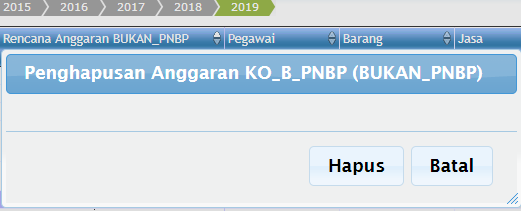 2015 2016 2017 2018 2019
Rencana Anggaran BUKAN_PNBP Pegawai Barang Jasa
Penghapusan Anggaran KO_B_PNBP (BUKAN_PNBP)
Hapus Batal